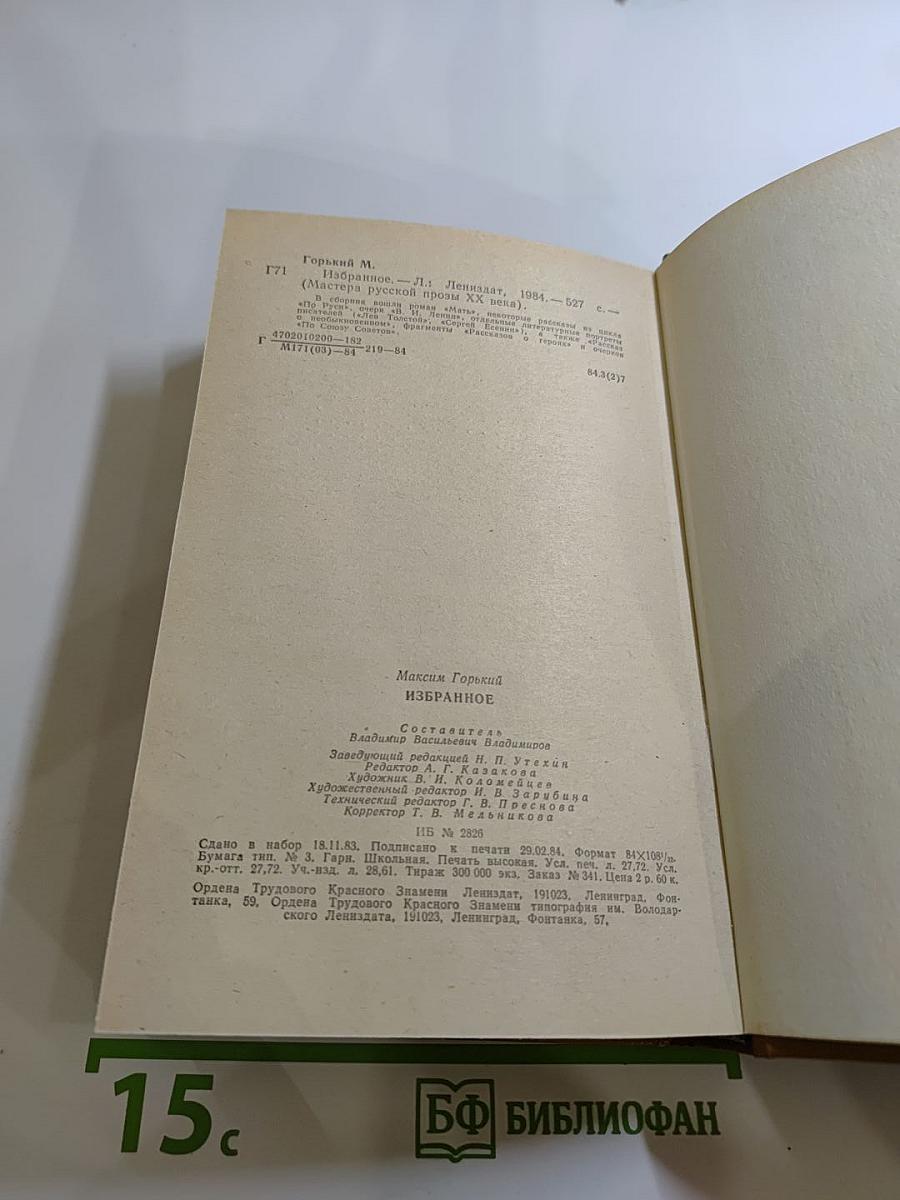 Горький М.
Г71 Избранное. — Л.: Лениздат, 1984. — 527 с. —
(Мастера русской прозы XX века).
В сборник вошли роман «Мать», некоторые рассказы из цикла
«По Руси», очерк «В. И. Ленин», отдельные литературные портреты
писателей («Лев Толстой», «Сергей Есенин»), а также «Рассказ
о необыкновенном», фрагменты «Рассказов о героях» и очерков
«По Союзу Советов».
Г 4702010200—182
М171(03)—84 219—84
84.3(2)7
Максим Горький
ИЗБРАННОЕ
Составитель
Владимир Васильевич Владимиров
Заведующий редакцией Н. П. Утехин
Редактор А. Г. Казакова
Художник В. И. Коломейцев
Художественный редактор И. В. Зарубина
Технический редактор Г. В. Преснова
Корректор Т. В. Мельникова
ИБ № 2826
Сдано в набор 18.11.83. Подписано к печати 29.02.84. Формат 84×108¹/₃₂.
Бумага тип. № 3. Гарн. Школьная. Печать высокая. Усл. печ. л. 27,72. Усл.
кр.-отт. 27,72. Уч.-изд. л. 28,61. Тираж 300 000 экз. Заказ № 341. Цена 2 р. 60 к.
Ордена Трудового Красного Знамени Лениздат, 191023, Ленинград, Фон-
танка, 59. Ордена Трудового Красного Знамени типография им. Володар-
ского Лениздата, 191023, Ленинград, Фонтанка, 57.
15 с
БФ БИБЛИОФАН